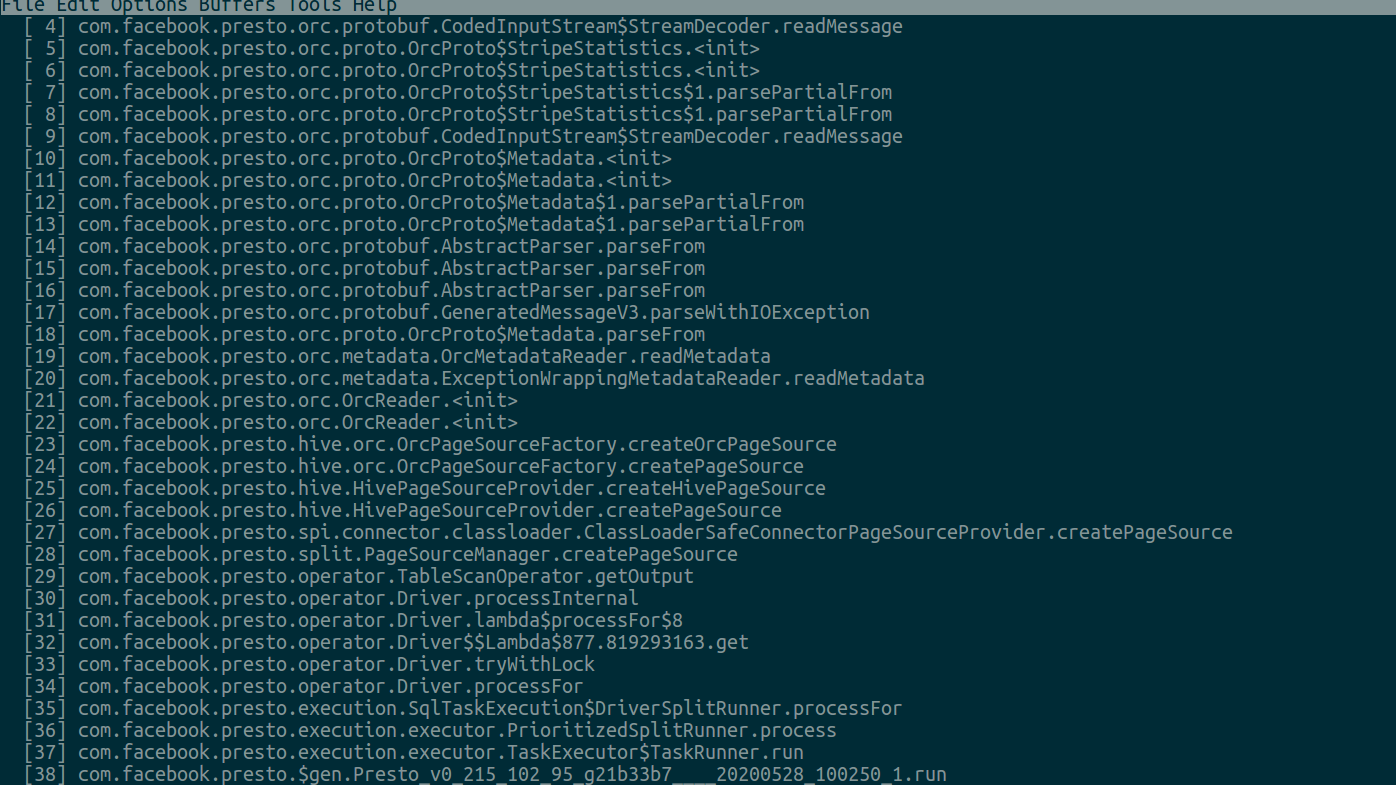 File Edit Options Buffers Tools Help
[ 4] com.facebook.presto.orc.protobuf.CodedInputStream$StreamDecoder.readMessage
[ 5] com.facebook.presto.orc.proto.OrcProto$StripeStatistics.<init>
[ 6] com.facebook.presto.orc.proto.OrcProto$StripeStatistics.<init>
[ 7] com.facebook.presto.orc.proto.OrcProto$StripeStatistics$1.parsePartialFrom
[ 8] com.facebook.presto.orc.proto.OrcProto$StripeStatistics$1.parsePartialFrom
[ 9] com.facebook.presto.orc.protobuf.CodedInputStream$StreamDecoder.readMessage
[10] com.facebook.presto.orc.proto.OrcProto$Metadata.<init>
[11] com.facebook.presto.orc.proto.OrcProto$Metadata.<init>
[12] com.facebook.presto.orc.proto.OrcProto$Metadata$1.parsePartialFrom
[13] com.facebook.presto.orc.proto.OrcProto$Metadata$1.parsePartialFrom
[14] com.facebook.presto.orc.protobuf.AbstractParser.parseFrom
[15] com.facebook.presto.orc.protobuf.AbstractParser.parseFrom
[16] com.facebook.presto.orc.protobuf.AbstractParser.parseFrom
[17] com.facebook.presto.orc.protobuf.GeneratedMessageV3.parseWithIOException
[18] com.facebook.presto.orc.proto.OrcProto$Metadata.parseFrom
[19] com.facebook.presto.orc.metadata.OrcMetadataReader.readMetadata
[20] com.facebook.presto.orc.metadata.ExceptionWrappingMetadataReader.readMetadata
[21] com.facebook.presto.orc.OrcReader.<init>
[22] com.facebook.presto.orc.OrcReader.<init>
[23] com.facebook.presto.hive.orc.OrcPageSourceFactory.createOrcPageSource
[24] com.facebook.presto.hive.orc.OrcPageSourceFactory.createPageSource
[25] com.facebook.presto.hive.HivePageSourceProvider.createHivePageSource
[26] com.facebook.presto.hive.HivePageSourceProvider.createPageSource
[27] com.facebook.presto.spi.connector.classloader.ClassLoaderSafeConnectorPageSourceProvider.createPageSource
[28] com.facebook.presto.split.PageSourceManager.createPageSource
[29] com.facebook.presto.operator.TableScanOperator.getOutput
[30] com.facebook.presto.operator.Driver.processInternal
[31] com.facebook.presto.operator.Driver.lambda$processFor$8
[32] com.facebook.presto.operator.Driver$$Lambda$877.819293163.get
[33] com.facebook.presto.operator.Driver.tryWithLock
[34] com.facebook.presto.operator.Driver.processFor
[35] com.facebook.presto.execution.SqlTaskExecution$DriverSplitRunner.processFor
[36] com.facebook.presto.execution.executor.PrioritizedSplitRunner.process
[37] com.facebook.presto.execution.executor.TaskExecutor$TaskRunner.run
[38] com.facebook.presto.$gen.Presto_v0_215_102_95_g21b33b7____20200528_100250_1.run